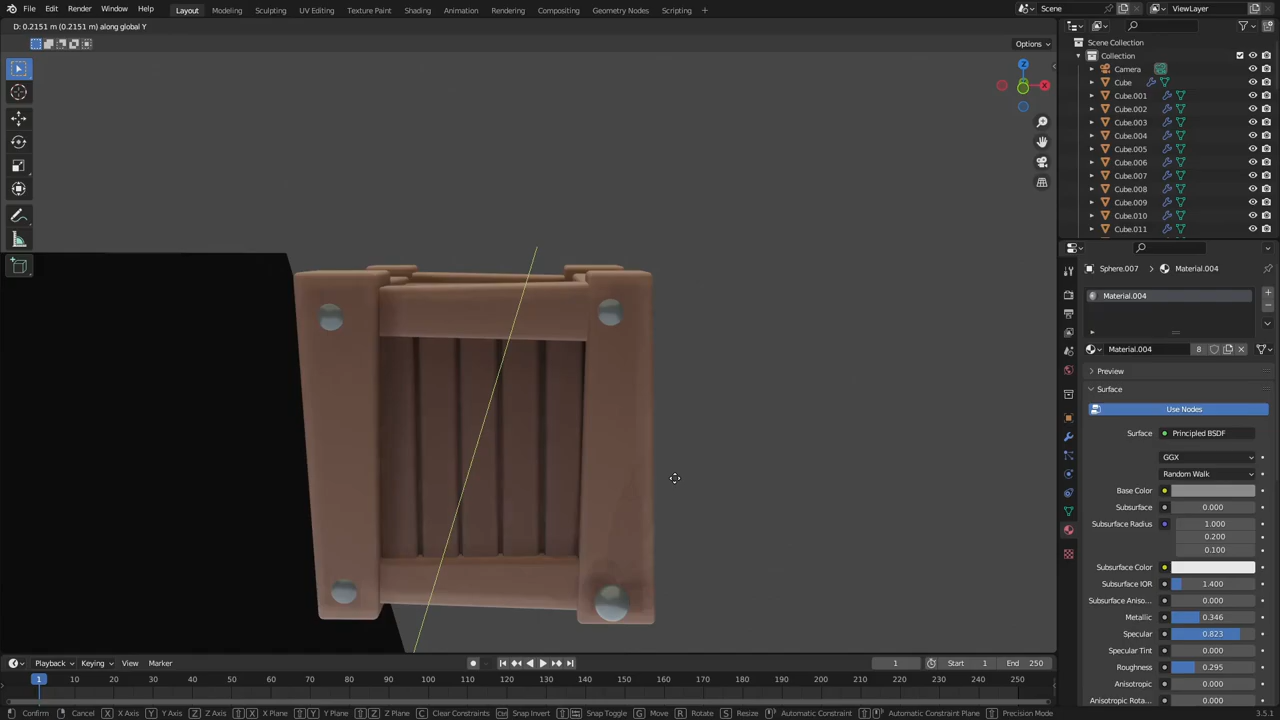 File Edit Render Window Help Layout Modeling Sculpting UV Editing Texture Paint Shading Animation Rendering Compositing Geometry Nodes Scripting + Scene ViewLayer
D: 0.2151 m (0.2151 m) along global Y
Options
Z
X
Scene Collection
Collection
Camera
Cube
Cube.001
Cube.002
Cube.003
Cube.004
Cube.005
Cube.006
Cube.007
Cube.008
Cube.009
Cube.010
Cube.011
Sphere.007 Material.004
Material.004
Material.004 8
Preview
Surface
Use Nodes
Surface Principled BSDF
GGX
Random Walk
Base Color
Subsurface 0.000
Subsurface Radius 1.000
0.200
0.100
Subsurface Color
Subsurface IOR 1.400
Subsurface Aniso... 0.000
Metallic 0.346
Specular 0.823
Specular Tint 0.000
Roughness 0.295
Anisotropic 0.000
Anisotropic Rota... 0.000
Playback Keying View Marker 1 Start 1 End 250
1 10 20 30 40 50 60 70 80 90 100 110 120 130 140 150 160 170 180 190 200 210 220 230 240 250
Confirm Cancel X X Axis Y Y Axis Z Z Axis X X Plane Y Y Plane Z Z Plane C Clear Constraints Snap Invert Snap Toggle G Move R Rotate S Resize Automatic Constraint Automatic Constraint Plane Precision Mode 3.5.1